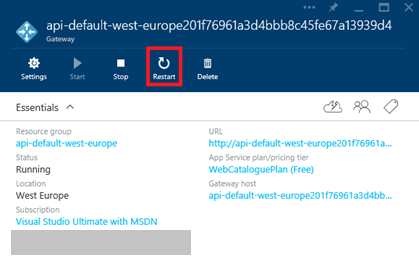 api-default-west-europe201f76961a3d4bbb8c45fe67a13939d4
Gateway
Settings Start Stop Restart Delete
Essentials
Resource group
api-default-west-europe
Status
Running
Location
West Europe
Subscription
Visual Studio Ultimate with MSDN
URL
http://api-default-west-europe201f76961a...
App Service plan/pricing tier
WebCataloguePlan (Free)
Gateway host
api-default-west-europe201f76961a3d4bb...